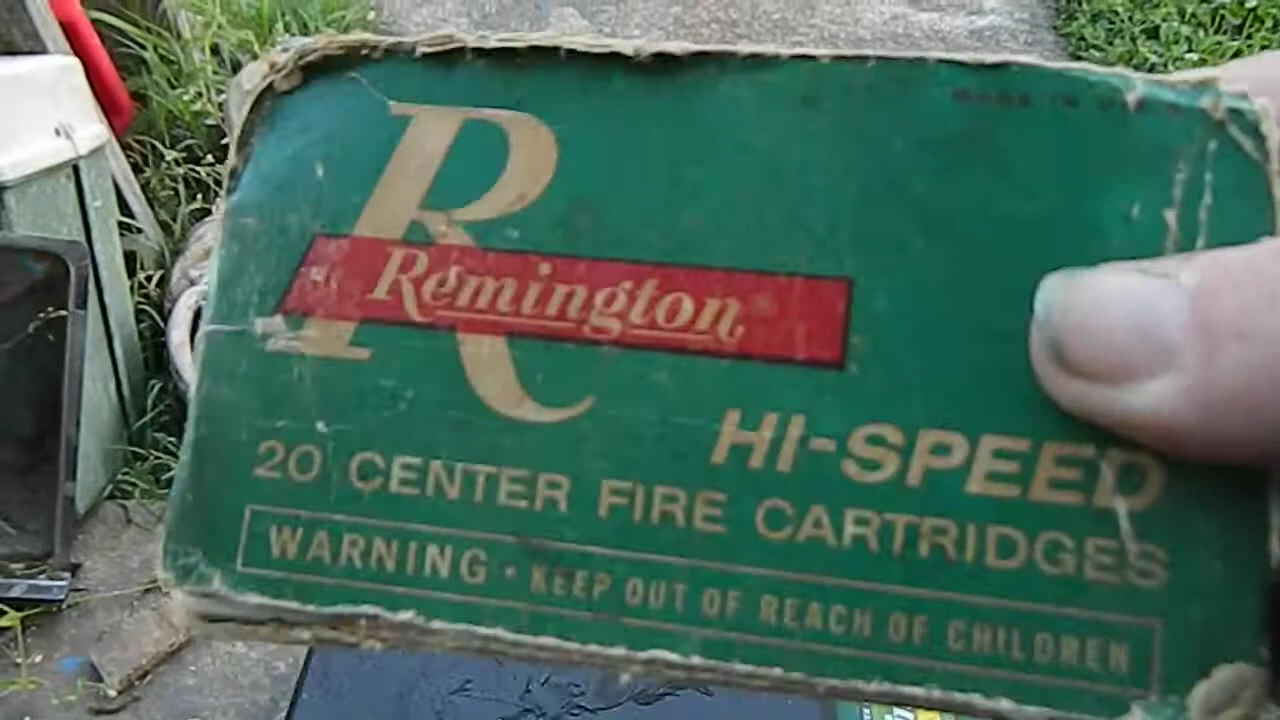 R
Remington
HI-SPEED
20 CENTER FIRE CARTRIDGES
WARNING · KEEP OUT OF REACH OF CHILDREN